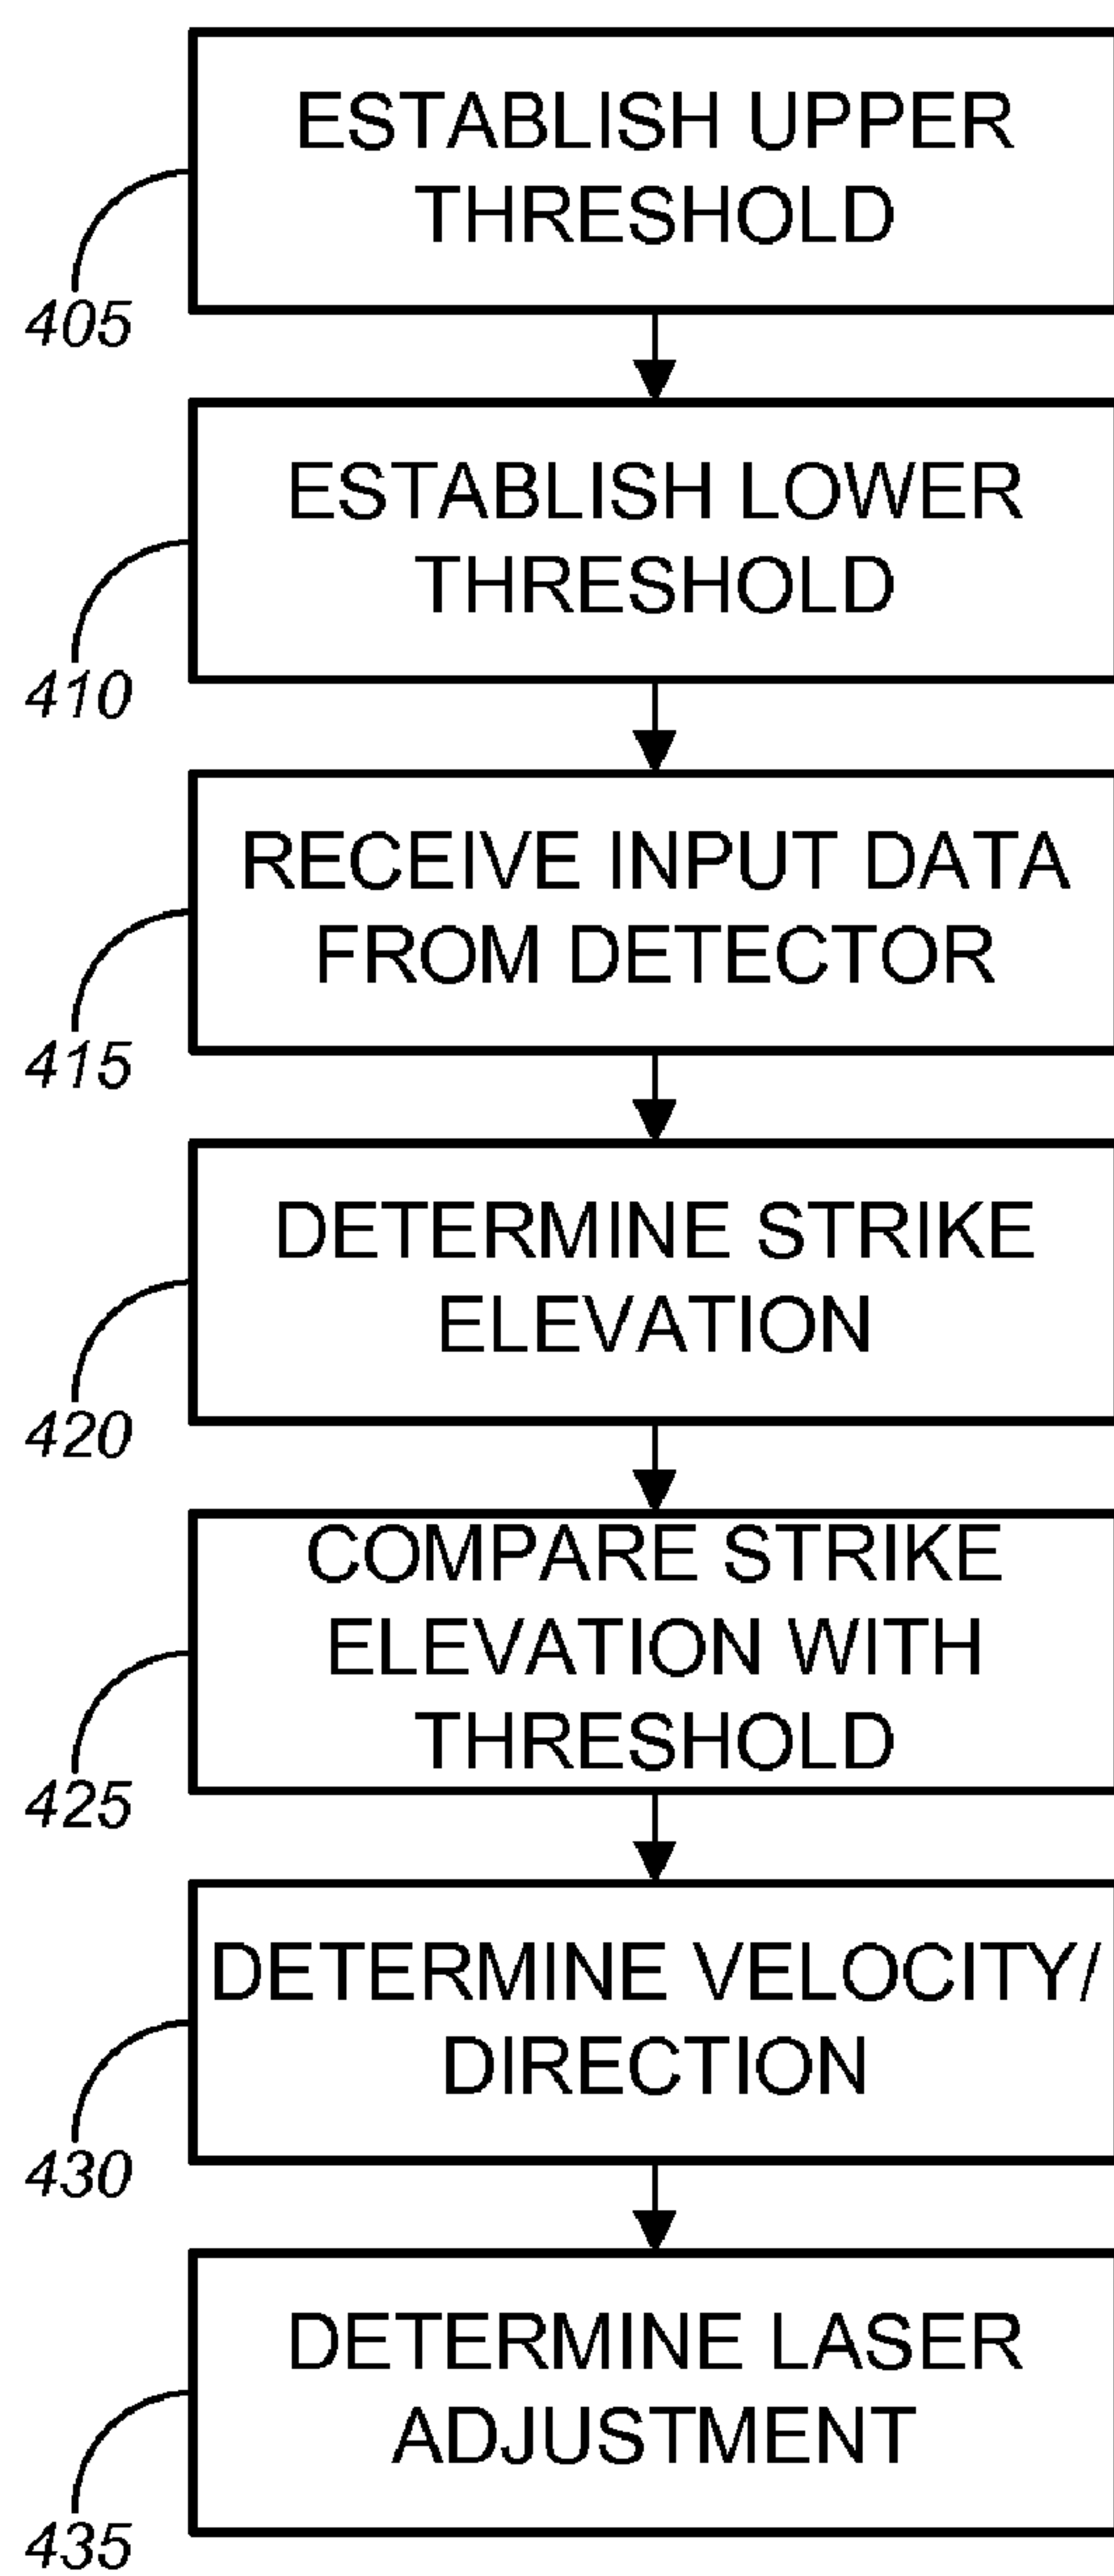 ESTABLISH UPPER
THRESHOLD
405
ESTABLISH LOWER
THRESHOLD
410
RECEIVE INPUT DATA
FROM DETECTOR
415
DETERMINE STRIKE
ELEVATION
420
COMPARE STRIKE
ELEVATION WITH
THRESHOLD
425
DETERMINE VELOCITY/
DIRECTION
430
DETERMINE LASER
ADJUSTMENT
435